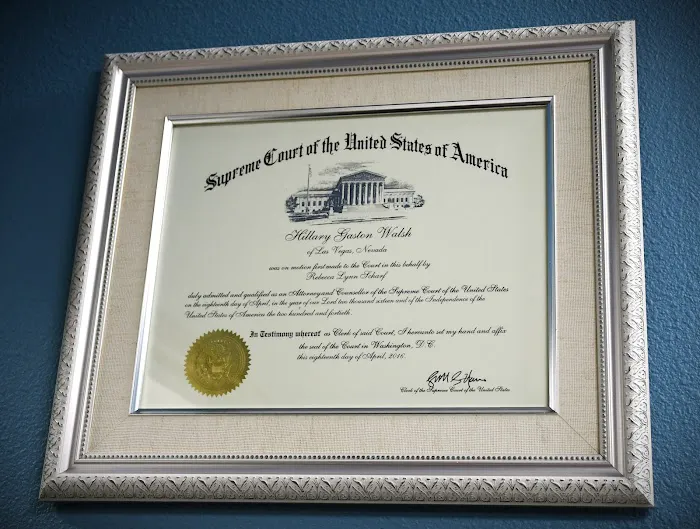 Supreme Court of the United States of America
Hillary Gaston Walsh
of Las Vegas, Nevada
was on motion first made to the Court in this behalf by
Rebecca Lynn Scharf
duly admitted and qualified as an Attorney and Counsellor of the Supreme Court of the United States
on the eighteenth day of April, in the year of our Lord two thousand sixteen and of the Independence of the
United States of America the two hundred and fortieth.
In Testimony whereof as Clerk of said Court, I hereunto set my hand and affix
the seal of the Court in Washington, D.C.
this eighteenth day of April, 2016.
Clerk of the Supreme Court of the United States